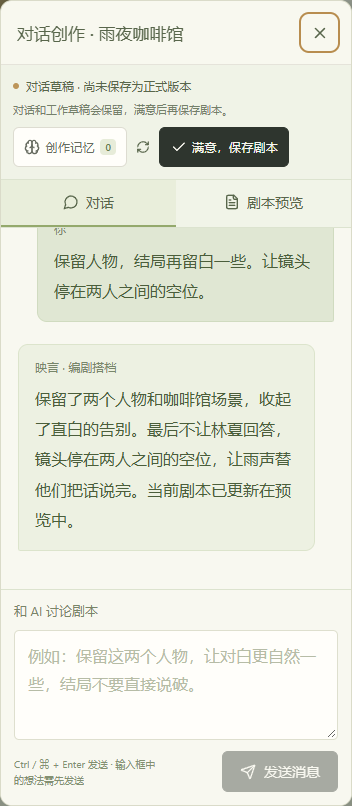 对话创作 · 雨夜咖啡馆
对话草稿 · 尚未保存为正式版本
对话和工作草稿会保留，满意后再保存剧本。
创作记忆 0
满意，保存剧本
对话
剧本预览
你
保留人物，结局再留白一些。让镜头
停在两人之间的空位。
映言 · 编剧搭档
保留了两个人物和咖啡馆场景，收起
了直白的告别。最后不让林夏回答，
镜头停在两人之间的空位，让雨声替
他们把话说完。当前剧本已更新在预
览中。
和 AI 讨论剧本
例如：保留这两个人物，让对白更自然一
些，结局不要直接说破。
Ctrl / ⌘ + Enter 发送 · 输入框中
的想法需先发送
发送消息